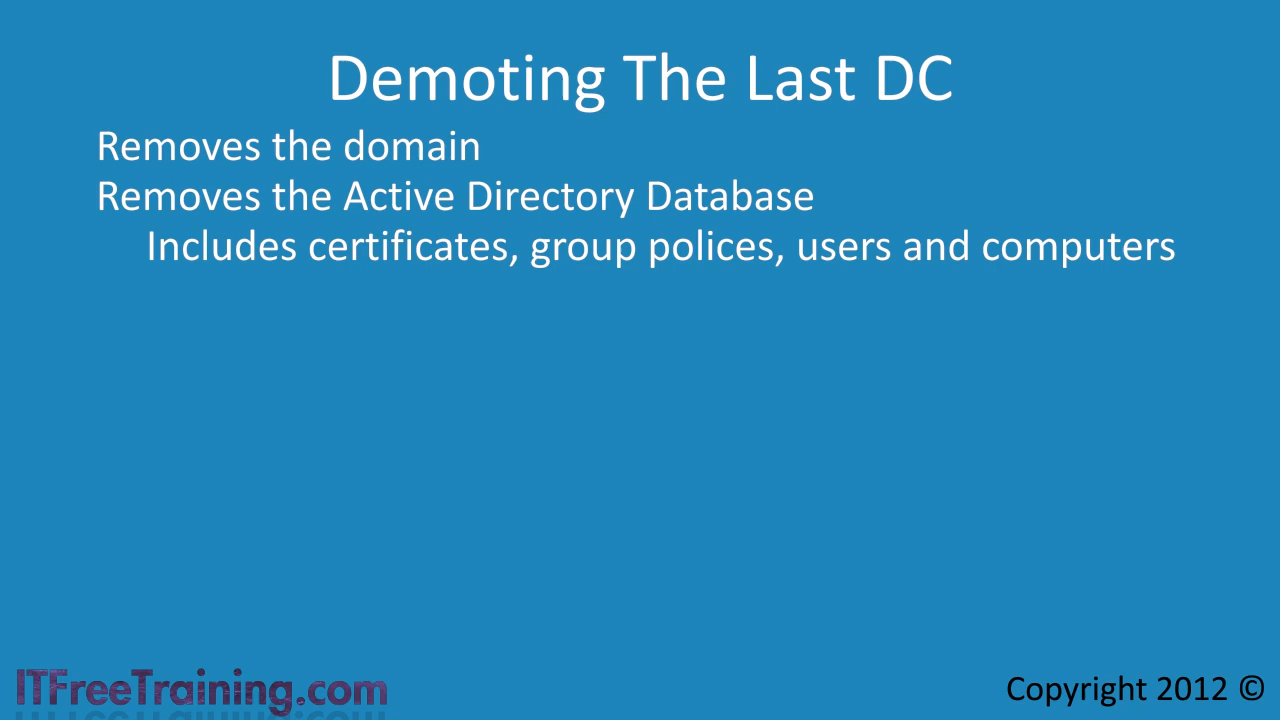 Demoting The Last DC
Removes the domain
Removes the Active Directory Database
Includes certificates, group polices, users and computers
ITFreeTraining.com
Copyright 2012 ©